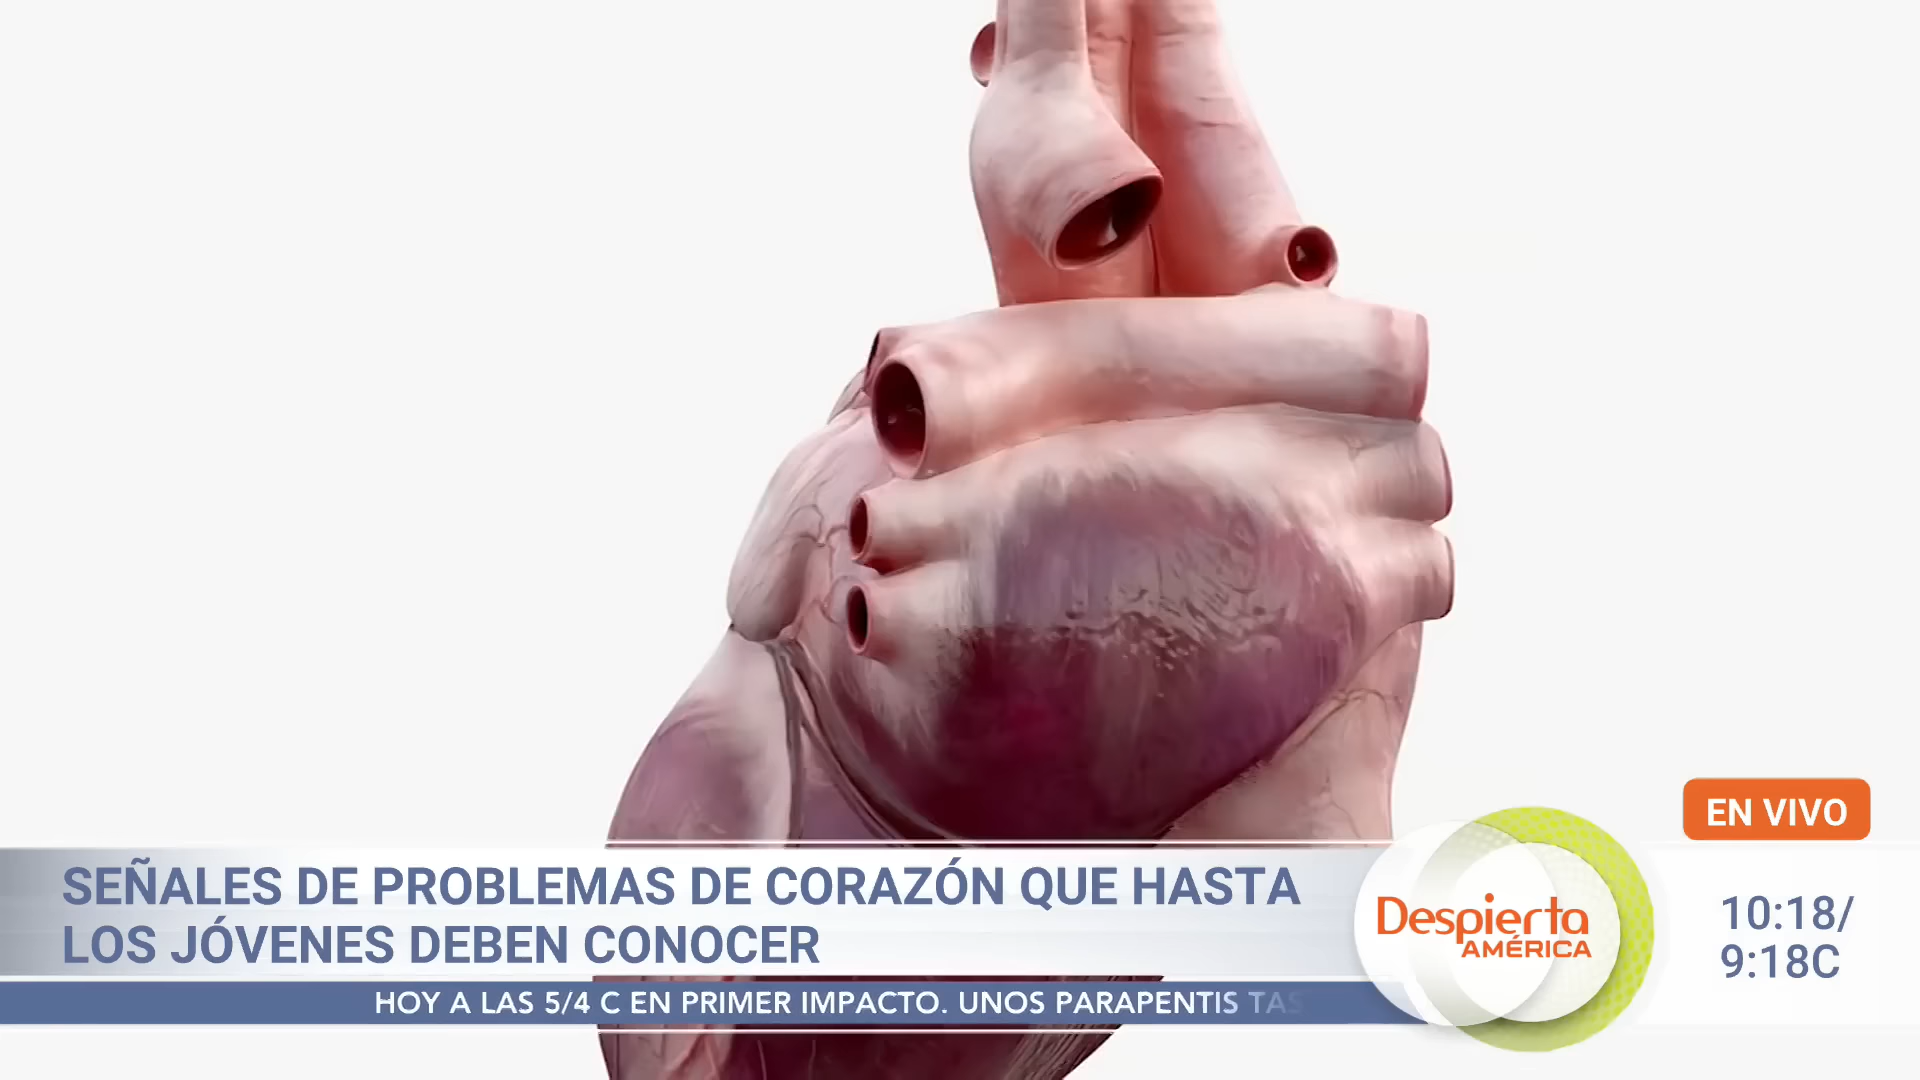 EN VIVO
SEÑALES DE PROBLEMAS DE CORAZÓN QUE HASTA
LOS JÓVENES DEBEN CONOCER
Despierta
AMÉRICA
10:18/
9:18C
HOY A LAS 5/4 C EN PRIMER IMPACTO. UNOS PARAPENTIS TAS